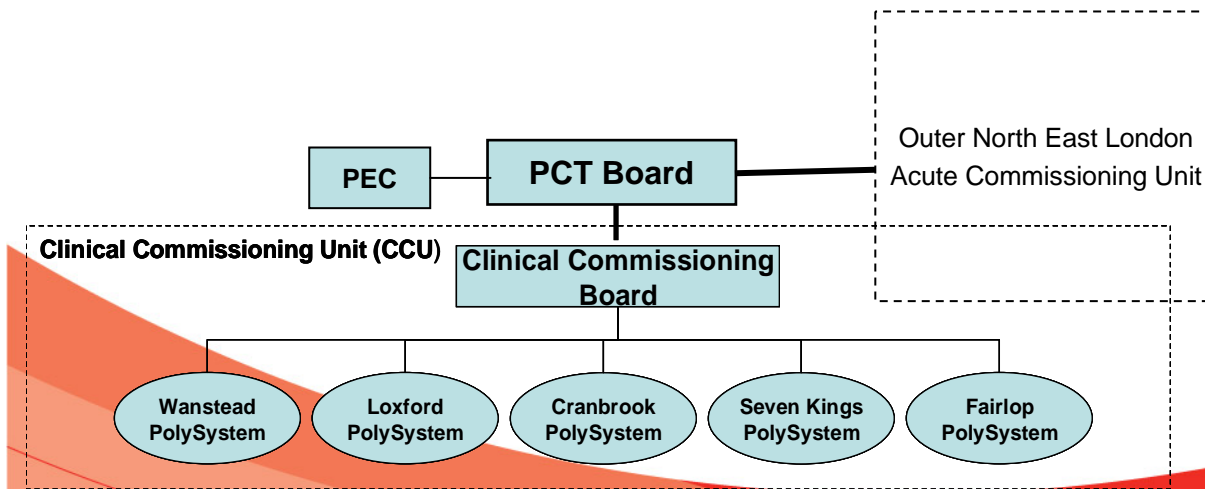 Outer North East London
Acute Commissioning Unit
PEC
PCT Board
Clinical Commissioning Unit (CCU)
Clinical Commissioning
Board
Wanstead
PolySystem
Loxford
PolySystem
Cranbrook
PolySystem
Seven Kings
PolySystem
Fairlop
PolySystem